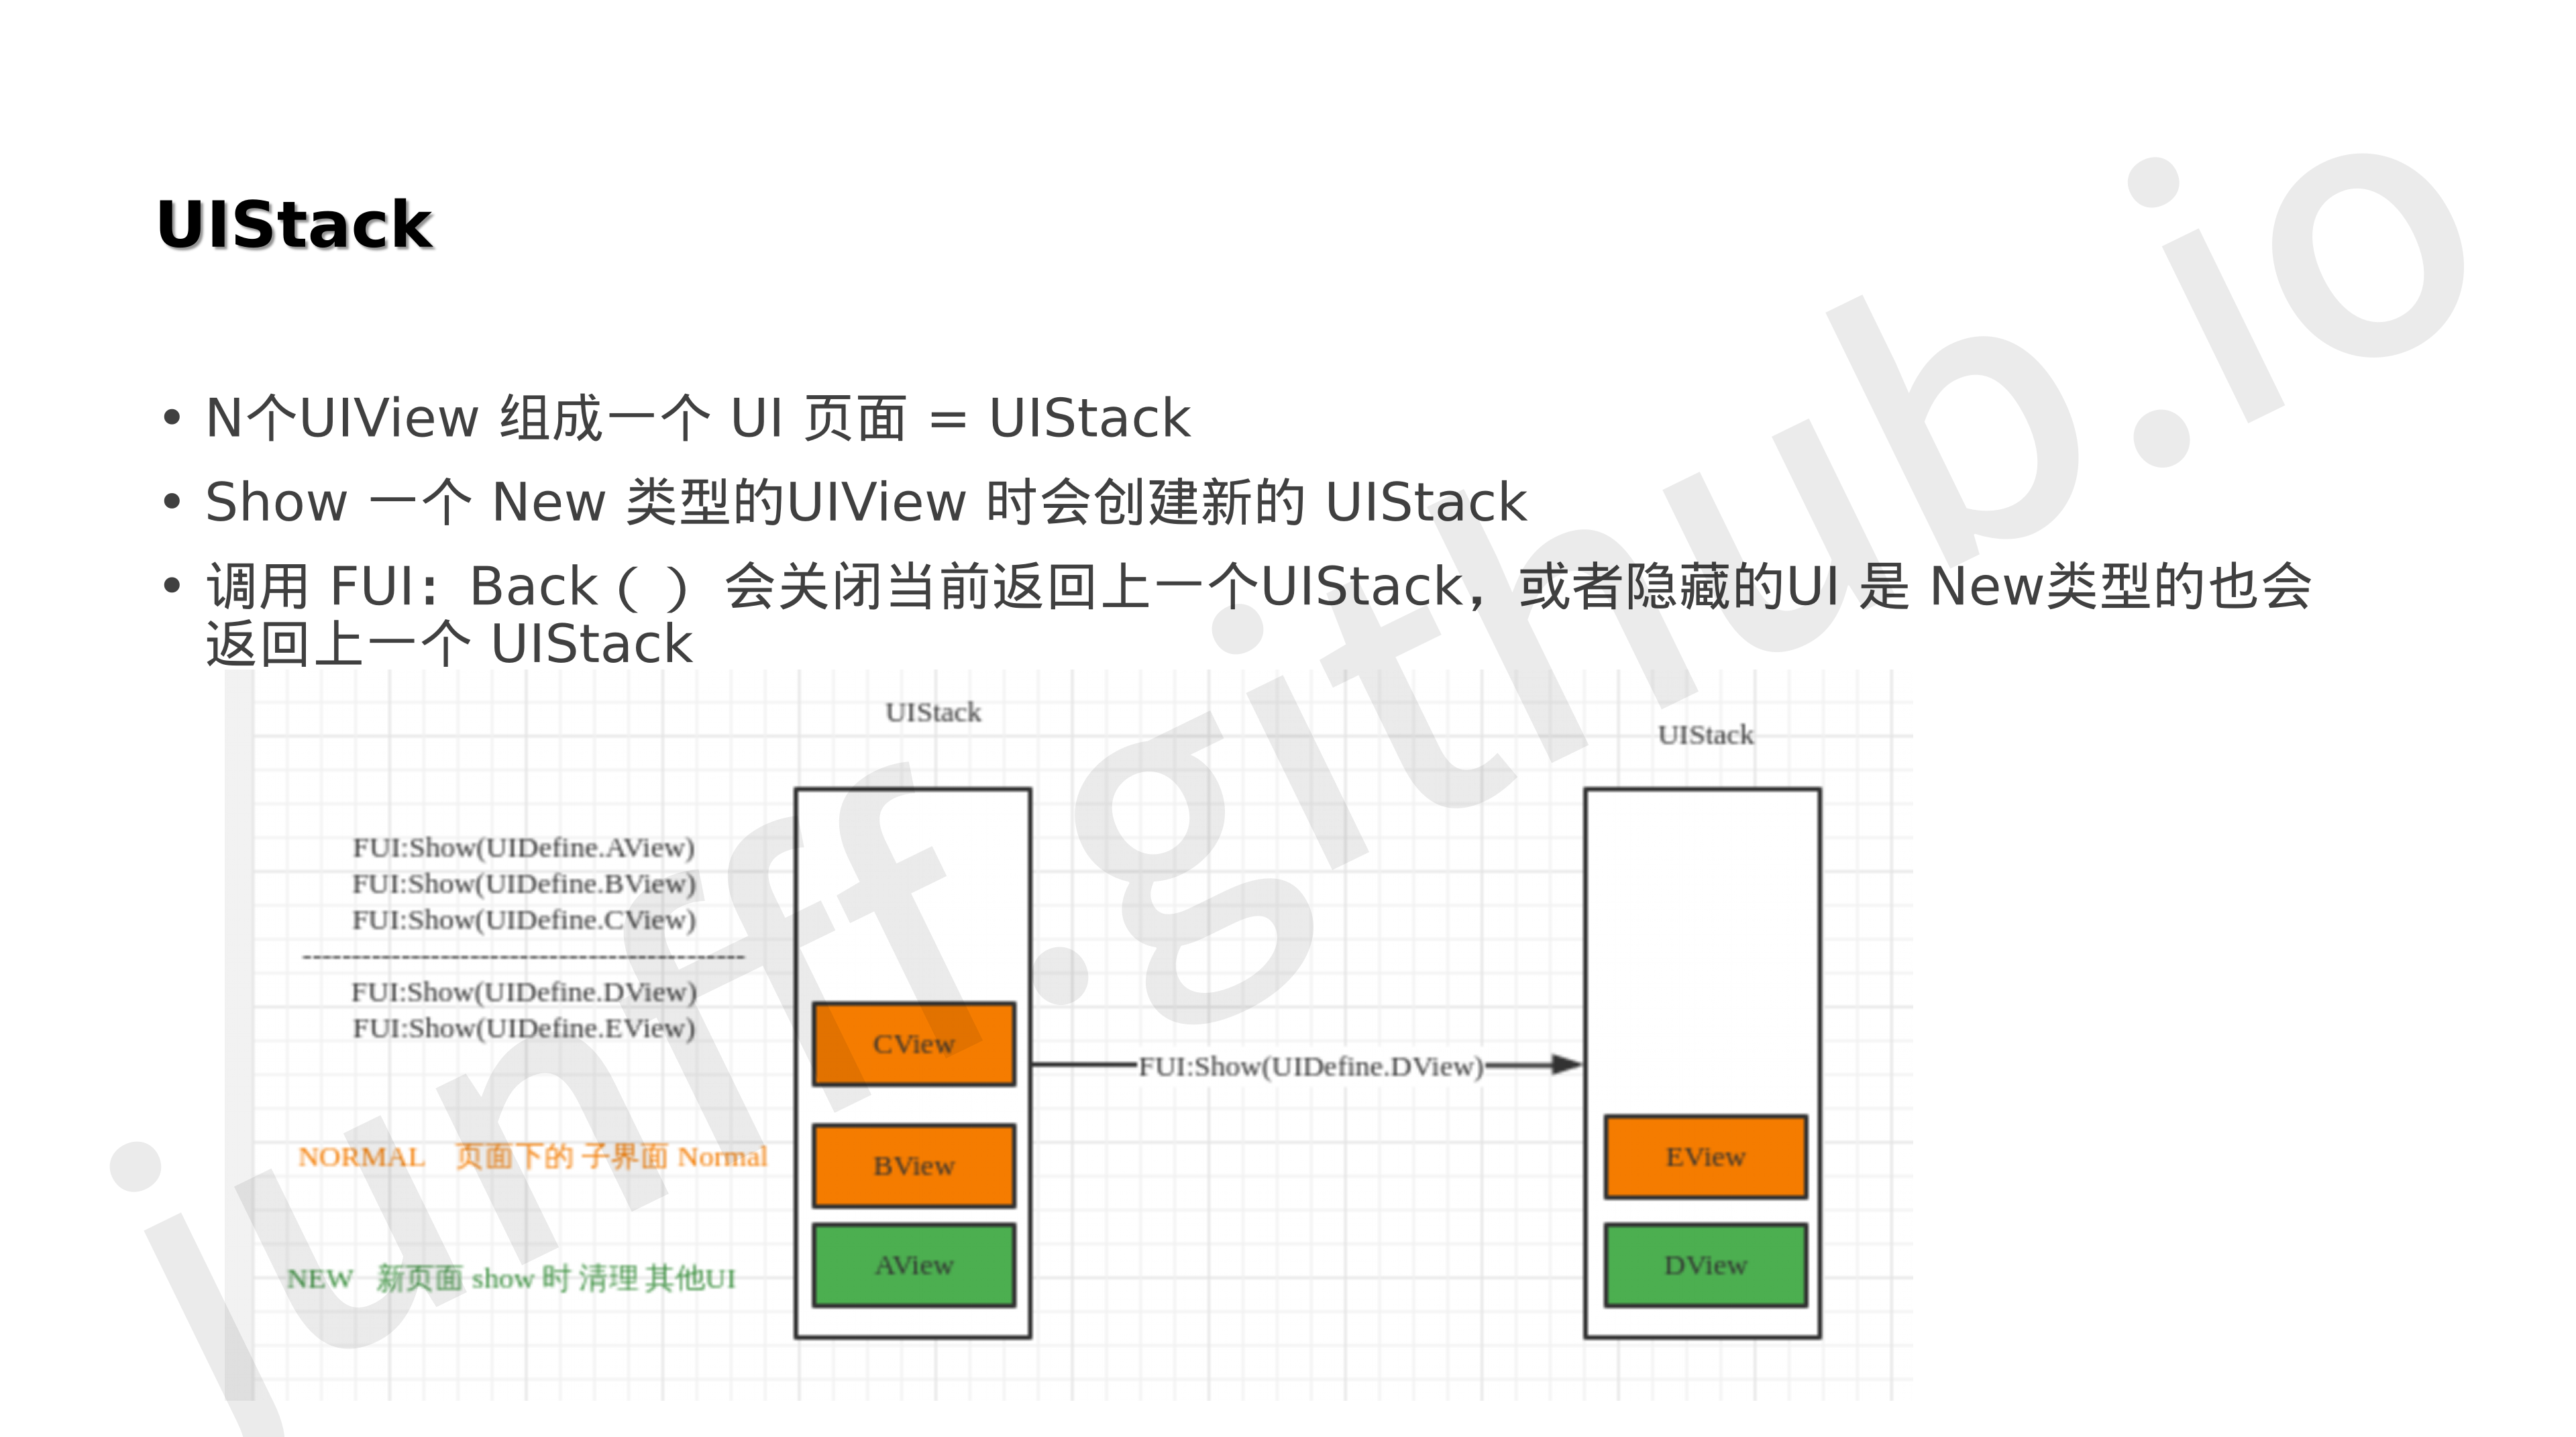 UIStack
• N个UIView 组成一个 UI 页面 = UIStack
• Show 一个 New 类型的UIView 时会创建新的 UIStack
• 调用 FUI：Back（ ）会关闭当前返回上一个UIStack，或者隐藏的UI 是 New类型的也会
返回上一个 UIStack
UIStack
UIStack
FUI:Show(UIDefine.AView)
FUI:Show(UIDefine.BView)
FUI:Show(UIDefine.CView)
--------------------------------------------------
FUI:Show(UIDefine.DView)
FUI:Show(UIDefine.EView)
NORMAL 页面下的 子界面 Normal
NEW 新页面 show 时 清理 其他UI
CView
BView
AView
FUI:Show(UIDefine.DView)
EView
DView
junff.github.io